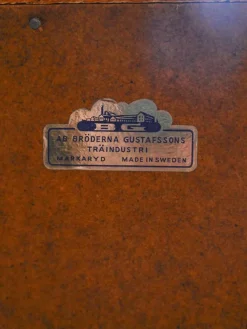 BG
AB BRÖDERNA GUSTAFSSONS
TRÄINDUSTRI
MARKARYD MADE IN SWEDEN